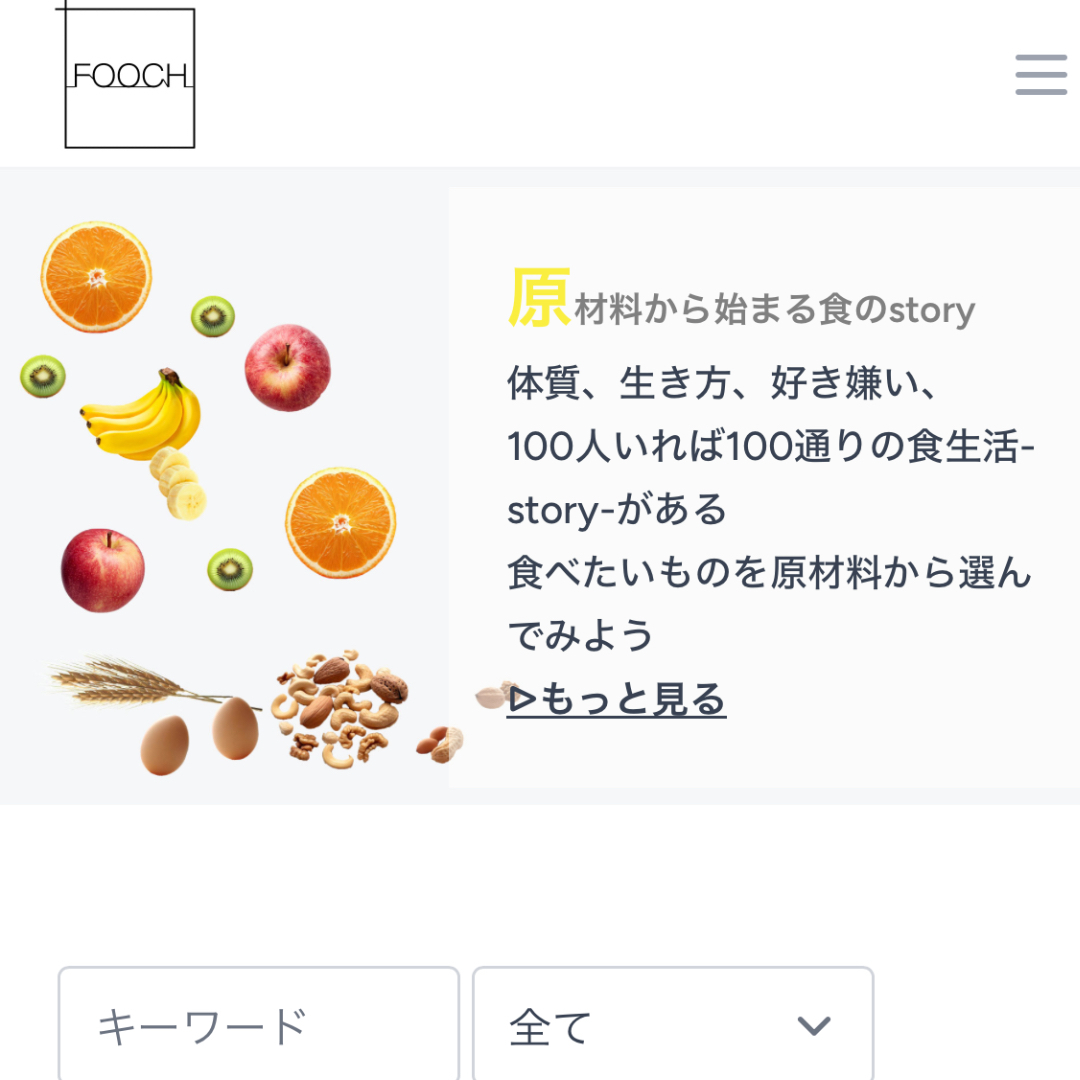 FOOCH
原材料から始まる食のstory
体質、生き方、好き嫌い、
100人いれば100通りの食生活-
story-がある
食べたいものを原材料から選ん
でみよう
▷もっと見る
キーワード
全て